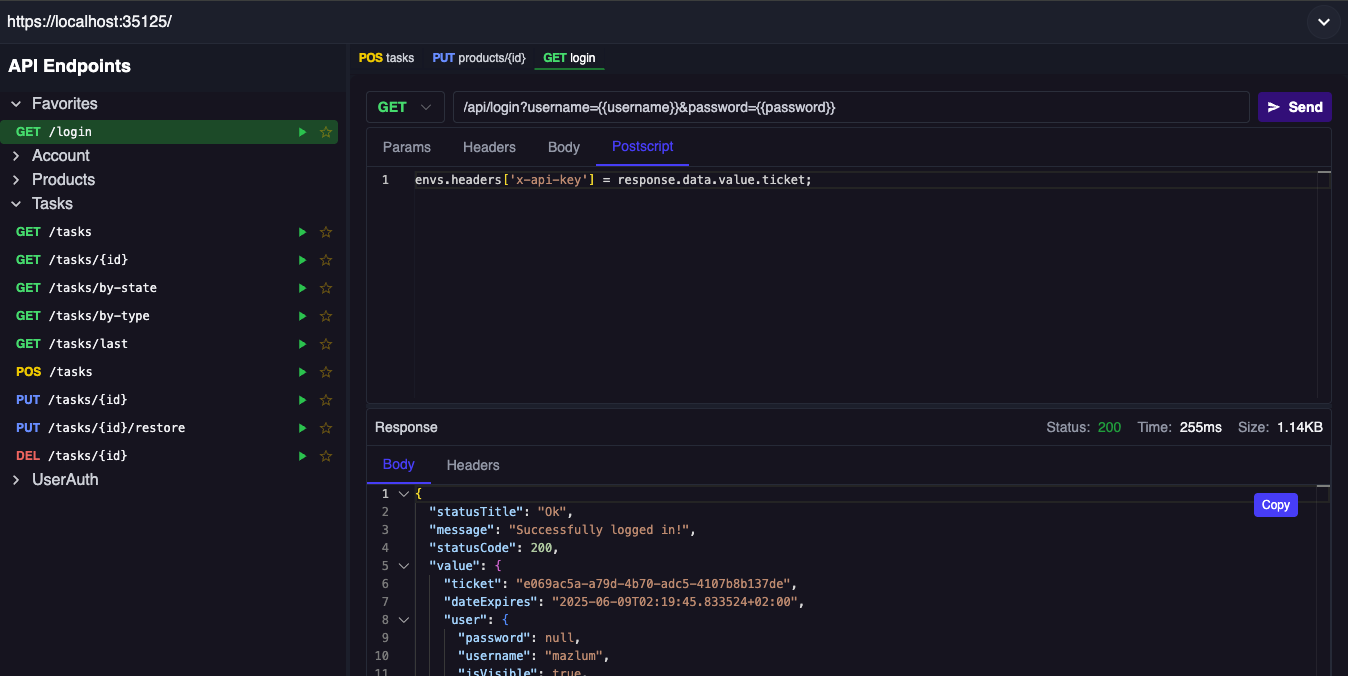 https://localhost:35125/
API Endpoints
Favorites
GET /login
Account
Products
Tasks
GET /tasks
GET /tasks/{id}
GET /tasks/by-state
GET /tasks/by-type
GET /tasks/last
POS /tasks
PUT /tasks/{id}
PUT /tasks/{id}/restore
DEL /tasks/{id}
UserAuth
POS tasks PUT products/{id} GET login
GET /api/login?username={{username}}&password={{password}} Send
Params Headers Body Postscript
1 envs.headers['x-api-key'] = response.data.value.ticket;
Response Status: 200 Time: 255ms Size: 1.14KB
Body Headers
Copy
1 {
2 "statusTitle": "Ok",
3 "message": "Successfully logged in!",
4 "statusCode": 200,
5 "value": {
6 "ticket": "e069ac5a-a79d-4b70-adc5-4107b8b137de",
7 "dateExpires": "2025-06-09T02:19:45.833524+02:00",
8 "user": {
9 "password": null,
10 "username": "mazlum",
11 "isVisible": true,